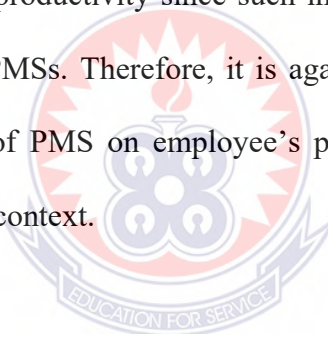 productivity since such in
PMSs. Therefore, it is aga
of PMS on employee’s p
context.
EDUCATION FOR SERVICE